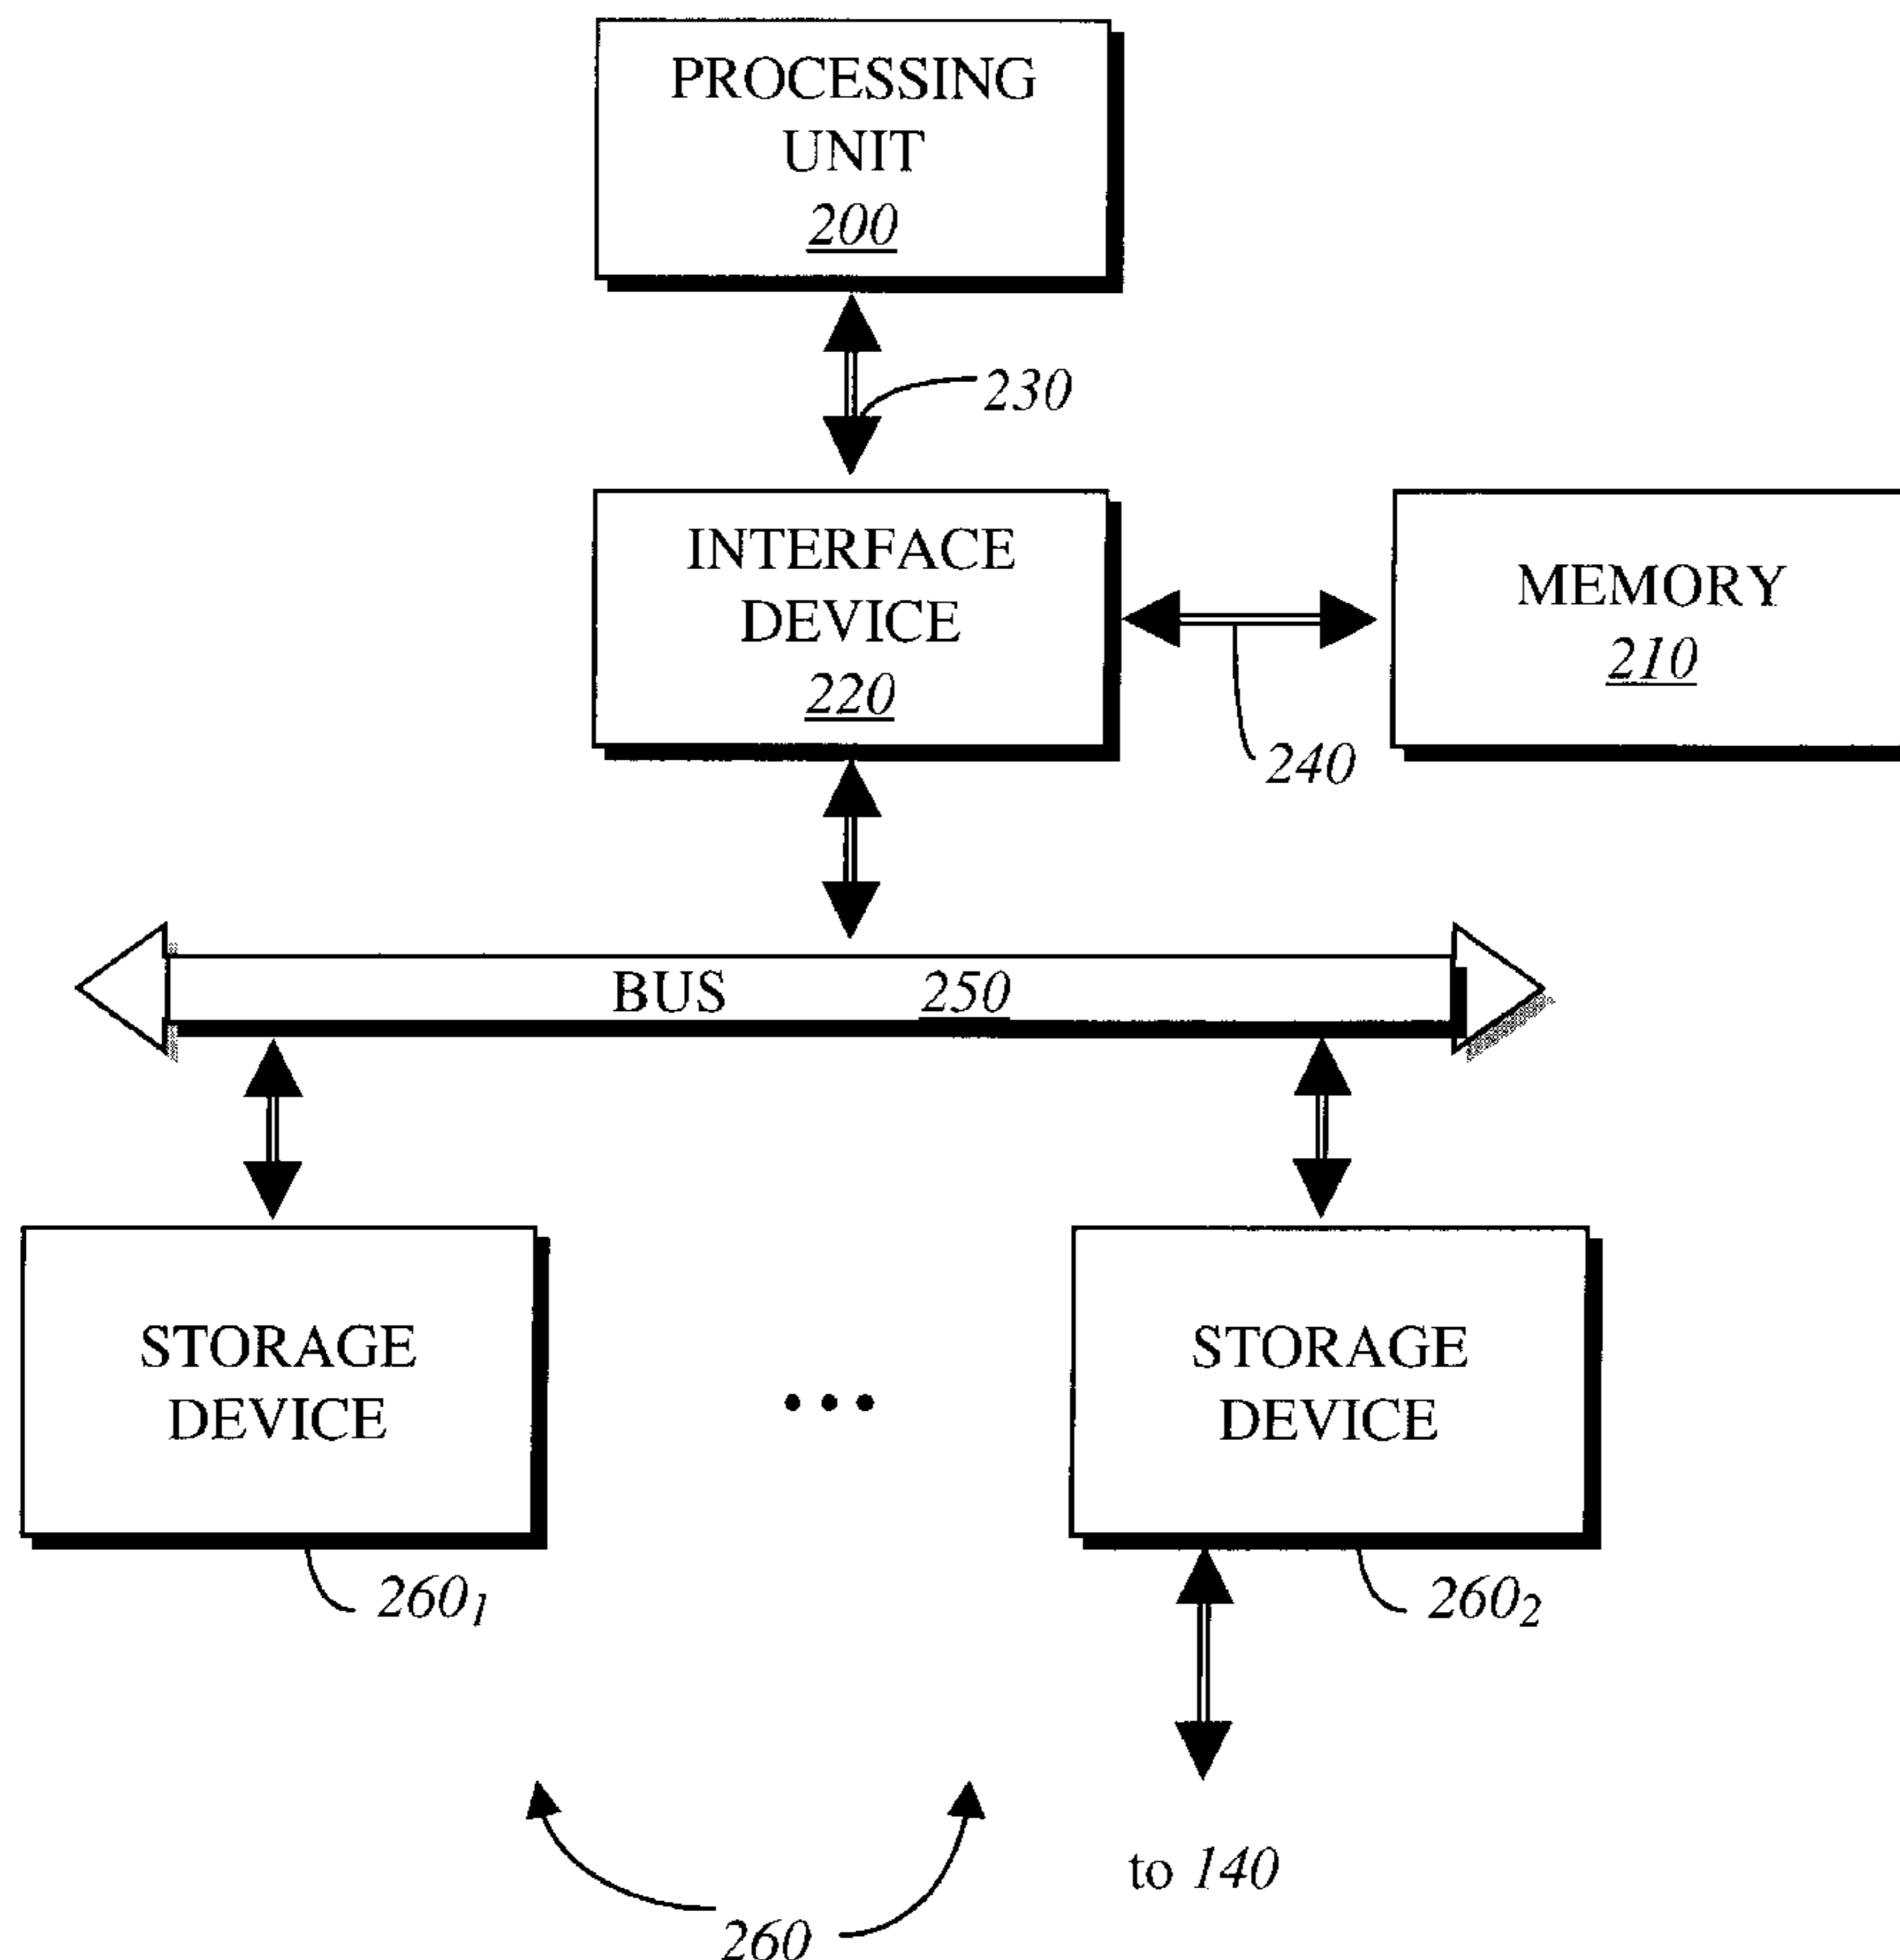 PROCESSING
UNIT
200
230
INTERFACE
DEVICE
220
MEMORY
210
240
BUS 250
STORAGE
DEVICE
• • •
STORAGE
DEVICE
260₁
260₂
to 140
260